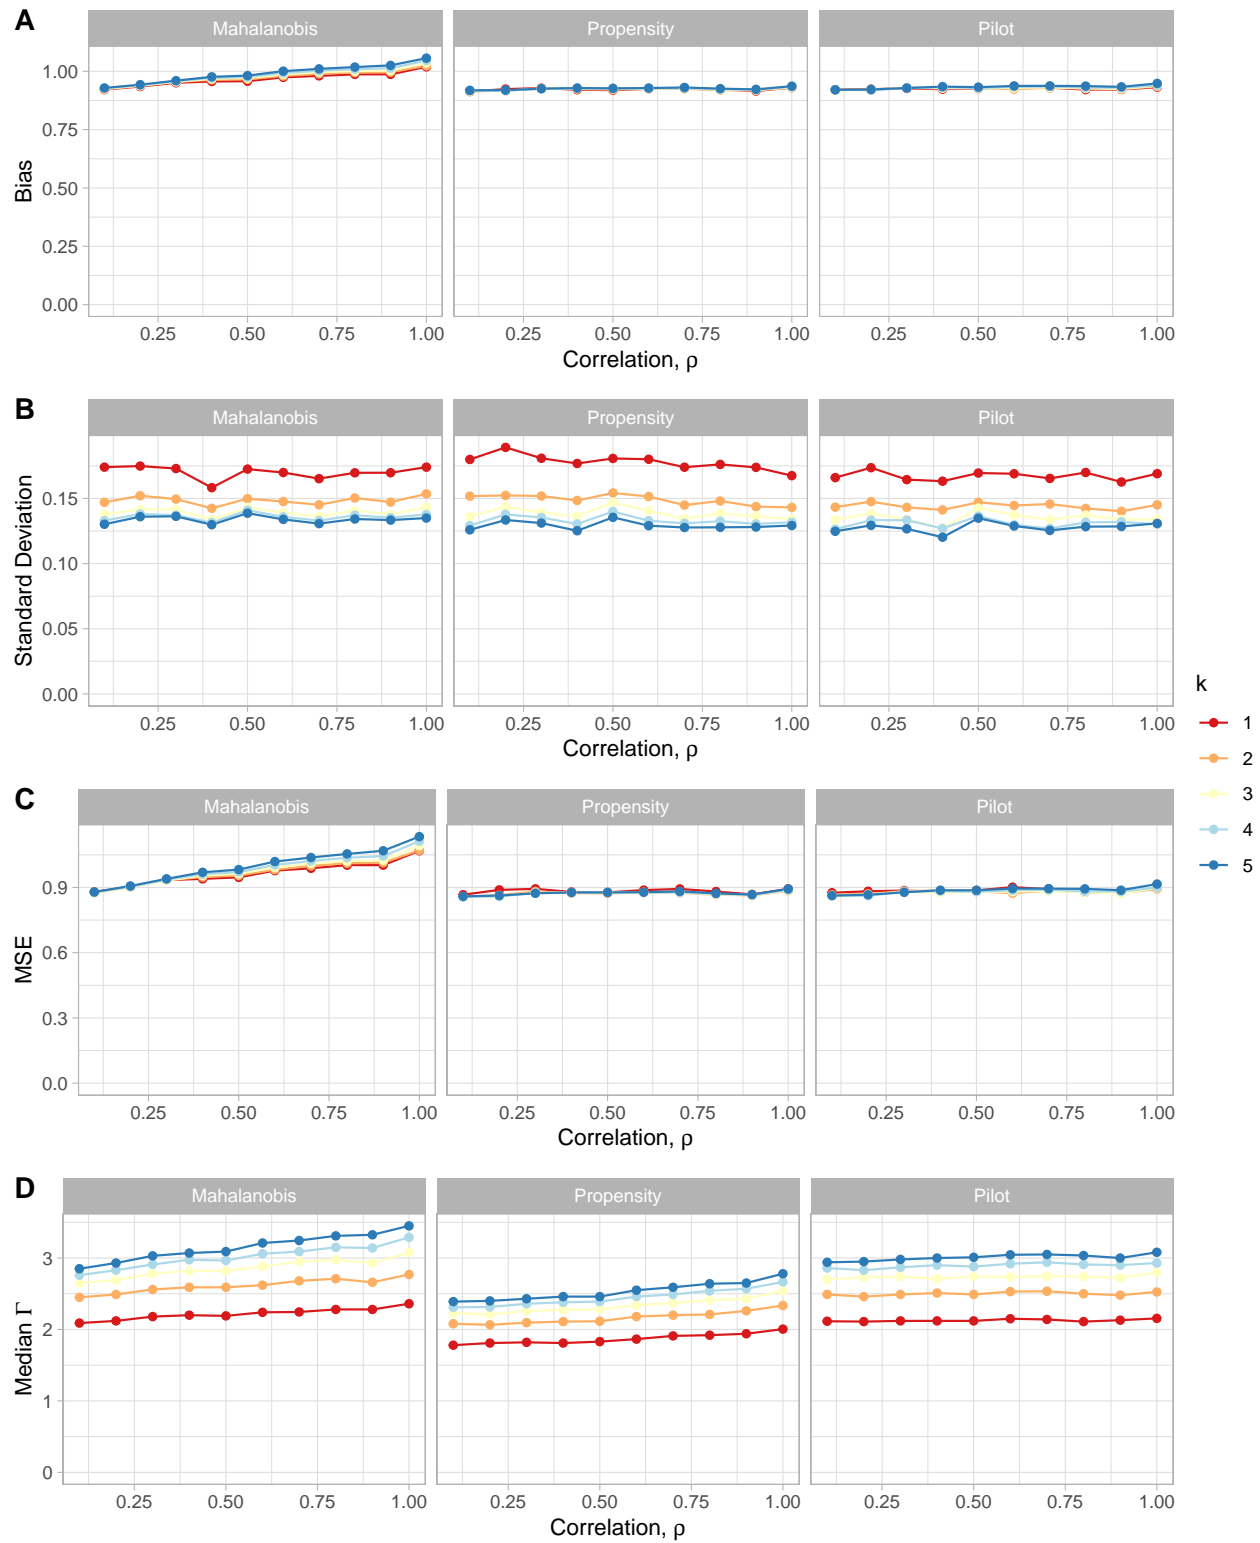 A
Mahalanobis Propensity Pilot
1.00
0.75
0.50
0.25
0.00
Bias
0.25 0.50 0.75 1.00 0.25 0.50 0.75 1.00 0.25 0.50 0.75 1.00
Correlation, ρ
B
Mahalanobis Propensity Pilot
0.15
0.10
0.05
0.00
Standard Deviation
0.25 0.50 0.75 1.00 0.25 0.50 0.75 1.00 0.25 0.50 0.75 1.00
Correlation, ρ
k
1
2
3
4
5
C
Mahalanobis Propensity Pilot
0.9
0.6
0.3
0.0
MSE
0.25 0.50 0.75 1.00 0.25 0.50 0.75 1.00 0.25 0.50 0.75 1.00
Correlation, ρ
D
Mahalanobis Propensity Pilot
3
2
1
0
Median Γ
0.25 0.50 0.75 1.00 0.25 0.50 0.75 1.00 0.25 0.50 0.75 1.00
Correlation, ρ